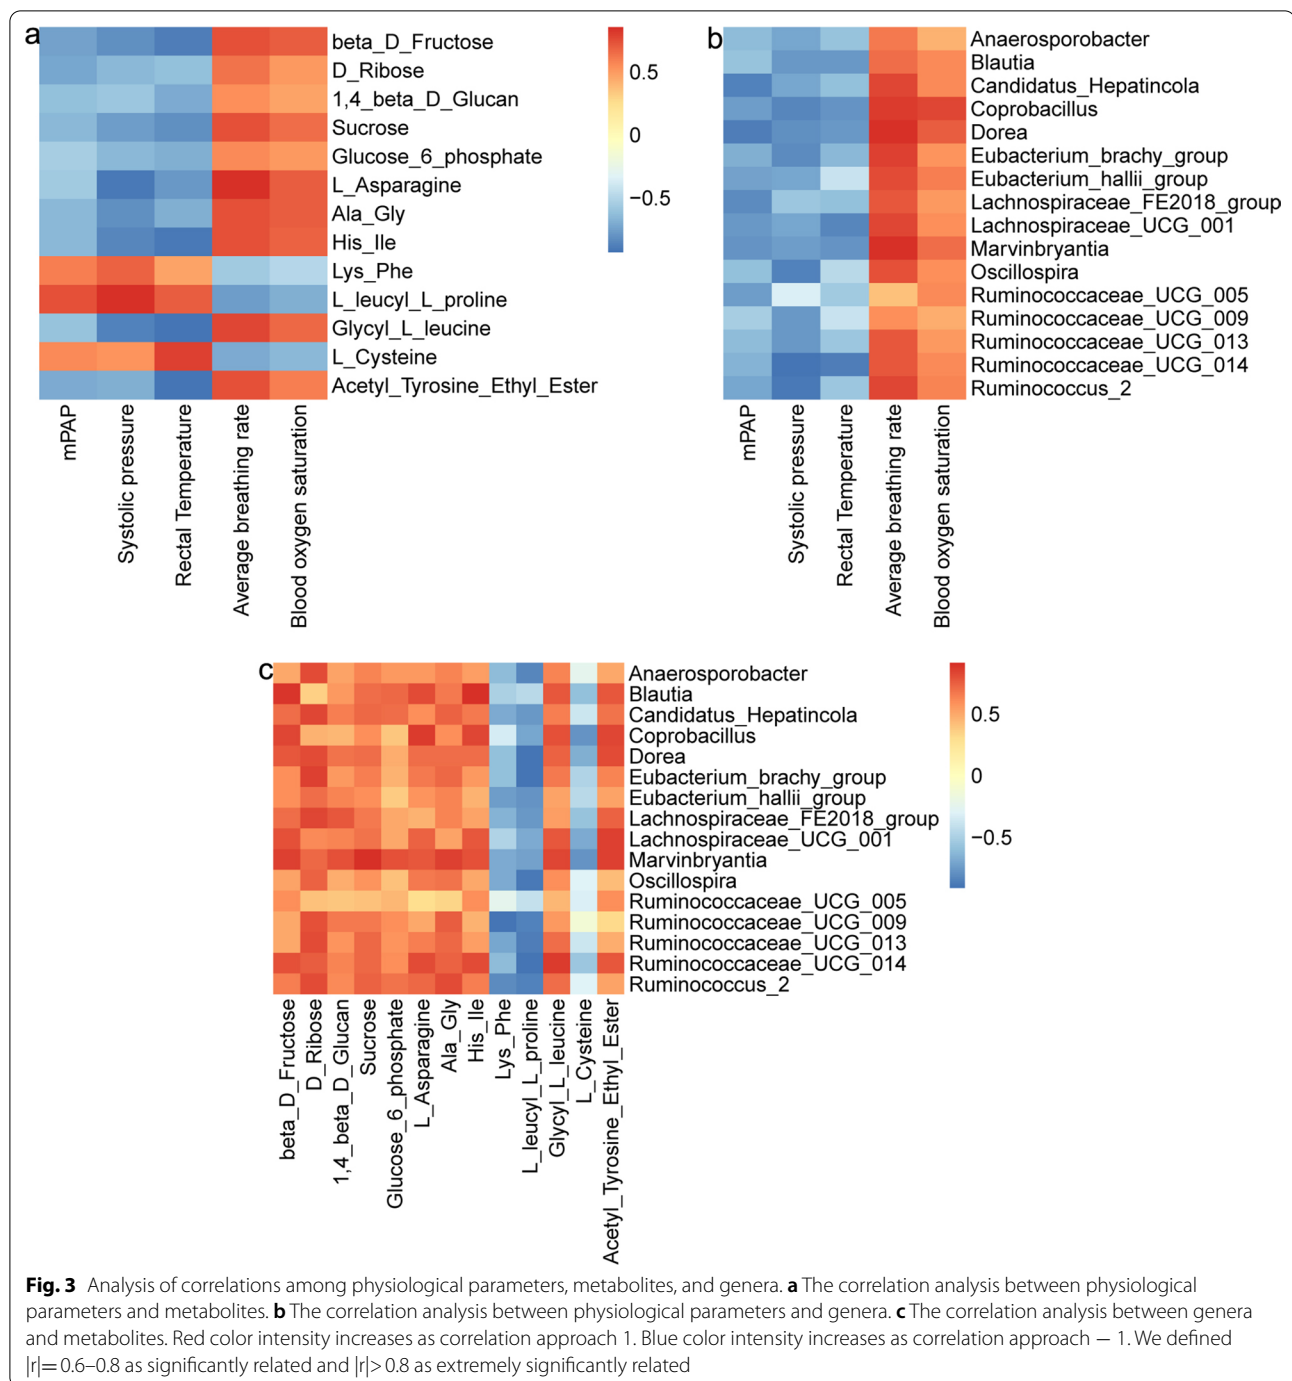 a
beta_D_Fructose
D_Ribose
1,4_beta_D_Glucan
Sucrose
Glucose_6_phosphate
L_Asparagine
Ala_Gly
His_Ile
Lys_Phe
L_leucyl_L_proline
Glycyl_L_leucine
L_Cysteine
Acetyl_Tyrosine_Ethyl_Ester
mPAP
Systolic pressure
Rectal Temperature
Average breathing rate
Blood oxygen saturation
0.5
0
−0.5
b
Anaerosporobacter
Blautia
Candidatus_Hepatincola
Coprobacillus
Dorea
Eubacterium_brachy_group
Eubacterium_hallii_group
Lachnospiraceae_FE2018_group
Lachnospiraceae_UCG_001
Marvinbryantia
Oscillospira
Ruminococcaceae_UCG_005
Ruminococcaceae_UCG_009
Ruminococcaceae_UCG_013
Ruminococcaceae_UCG_014
Ruminococcus_2
mPAP
Systolic pressure
Rectal Temperature
Average breathing rate
Blood oxygen saturation
c
Anaerosporobacter
Blautia
Candidatus_Hepatincola
Coprobacillus
Dorea
Eubacterium_brachy_group
Eubacterium_hallii_group
Lachnospiraceae_FE2018_group
Lachnospiraceae_UCG_001
Marvinbryantia
Oscillospira
Ruminococcaceae_UCG_005
Ruminococcaceae_UCG_009
Ruminococcaceae_UCG_013
Ruminococcaceae_UCG_014
Ruminococcus_2
beta_D_Fructose
D_Ribose
1,4_beta_D_Glucan
Sucrose
Glucose_6_phosphate
L_Asparagine
Ala_Gly
His_Ile
Lys_Phe
L_leucyl_L_proline
Glycyl_L_leucine
L_Cysteine
Acetyl_Tyrosine_Ethyl_Ester
0.5
0
−0.5
Fig. 3 Analysis of correlations among physiological parameters, metabolites, and genera. a The correlation analysis between physiological
parameters and metabolites. b The correlation analysis between physiological parameters and genera. c The correlation analysis between genera
and metabolites. Red color intensity increases as correlation approach 1. Blue color intensity increases as correlation approach − 1. We defined
|r|= 0.6–0.8 as significantly related and |r|> 0.8 as extremely significantly related